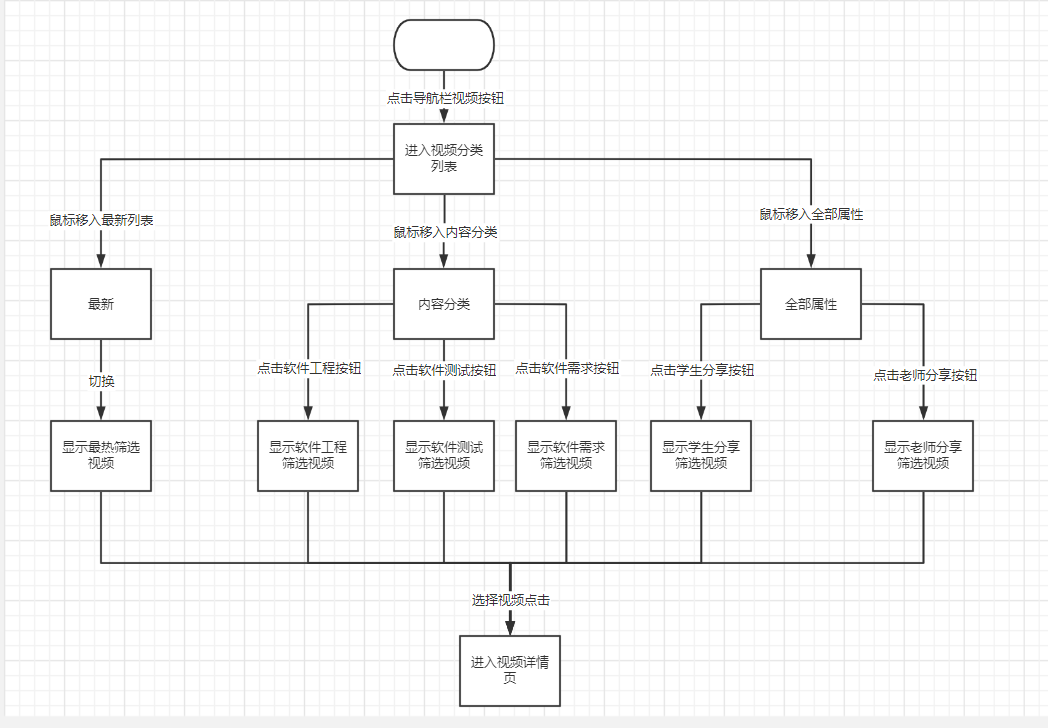 点击导航栏视频按钮
进入视频分类
列表
鼠标移入最新列表
鼠标移入内容分类
鼠标移入全部属性
最新
内容分类
全部属性
切换
点击软件工程按钮
点击软件测试按钮
点击软件需求按钮
点击学生分享按钮
点击老师分享按钮
显示最热筛选
视频
显示软件工程
筛选视频
显示软件测试
筛选视频
显示软件需求
筛选视频
显示学生分享
筛选视频
显示老师分享
筛选视频
选择视频点击
进入视频详情
页